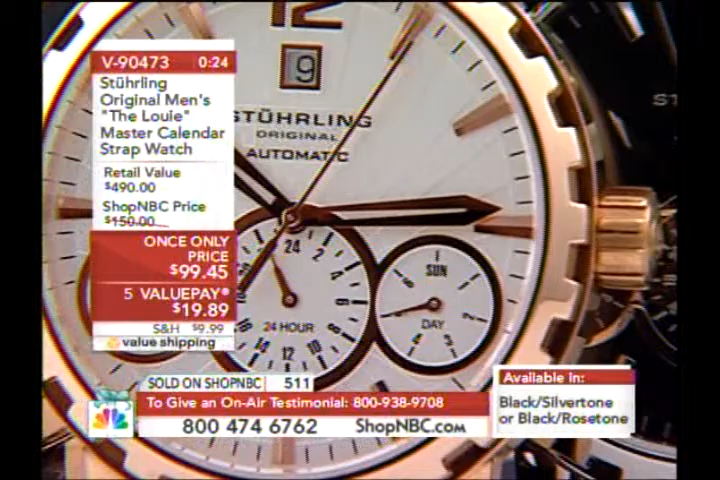 STÜHRLING
9
STÜHRLING
ORIGINAL
AUTOMATIC
24
2
24 HOUR
10
12
SUN
DAY
V-90473 0:24
Stührling
Original Men's
"The Louie"
Master Calendar
Strap Watch
Retail Value
$490.00
ShopNBC Price
$150.00
ONCE ONLY
PRICE
$99.45
5 VALUEPAY®
$19.89
S&H $9.99
value shipping
SOLD ON SHOPNBC 511
To Give an On-Air Testimonial: 800-938-9708
800 474 6762 ShopNBC.com
Available in:
Black/Silvertone
or Black/Rosetone